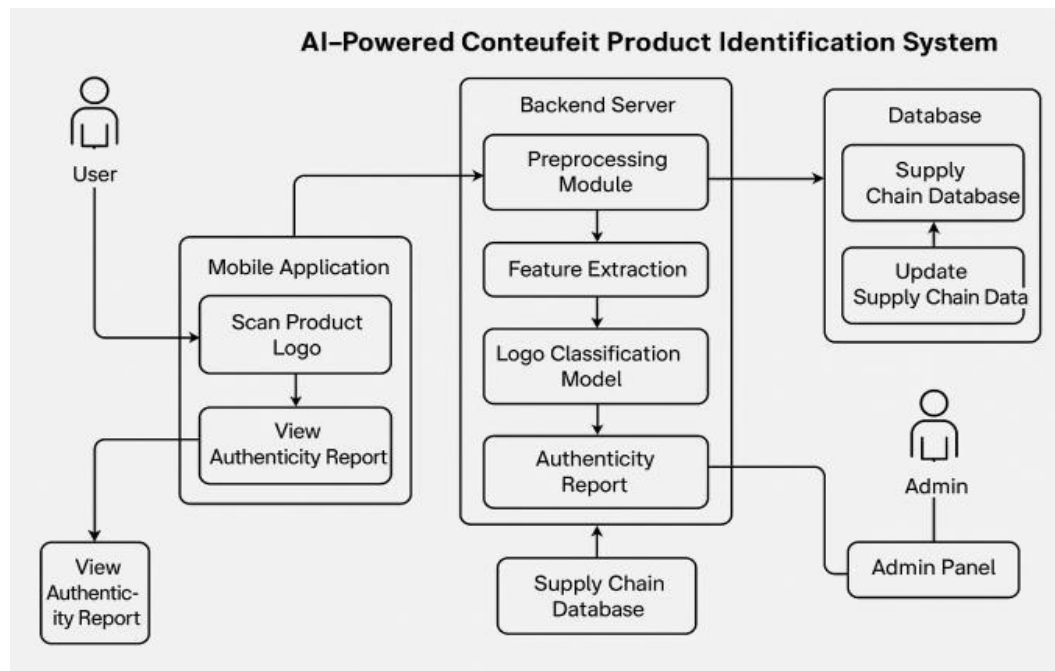 AI–Powered Conteufeit Product Identification System
User
Mobile Application
Scan Product
Logo
View
Authenticity Report
View
Authentic-
ity Report
Backend Server
Preprocessing
Module
Feature Extraction
Logo Classification
Model
Authenticity
Report
Supply Chain
Database
Database
Supply
Chain Database
Update
Supply Chain Data
Admin
Admin Panel